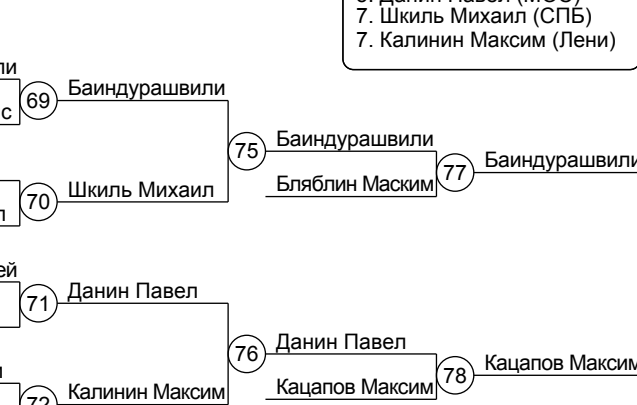 7. Шкиль Михаил (СПБ)
7. Калинин Максим (Лени)
69
Баиндурашвили
75
Баиндурашвили
Бляблин Маским
77
Баиндурашвили
70
Шкиль Михаил
71
Данин Павел
76
Данин Павел
Кацапов Максим
78
Кацапов Максим
72
Калинин Максим